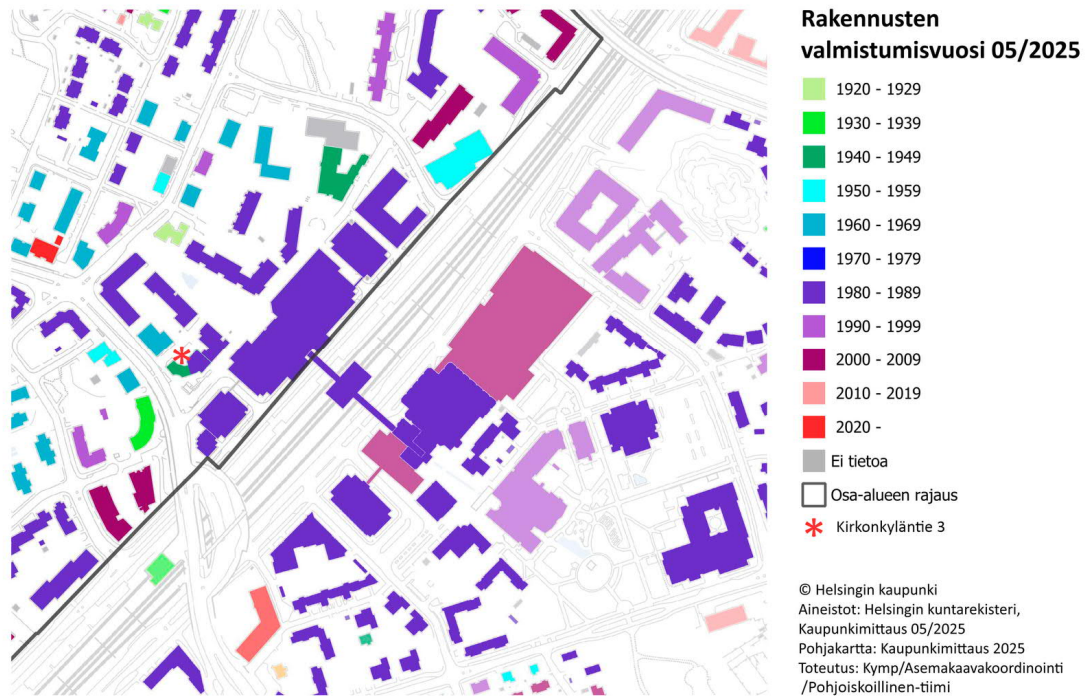 Rakennusten
valmistumisvuosi 05/2025
1920 - 1929
1930 - 1939
1940 - 1949
1950 - 1959
1960 - 1969
1970 - 1979
1980 - 1989
1990 - 1999
2000 - 2009
2010 - 2019
2020 -
Ei tietoa
Osa-alueen rajaus
Kirkonkyläntie 3
© Helsingin kaupunki
Aineistot: Helsingin kuntarekisteri,
Kaupunkimittaus 05/2025
Pohjakartta: Kaupunkimittaus 2025
Toteutus: Kymp/Asemakaavakoordinointi
/Pohjoiskoillinen-tiimi